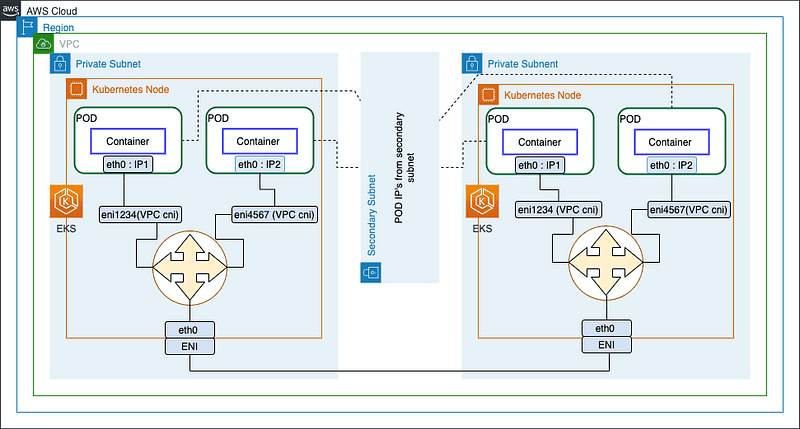 aws
AWS Cloud
Region
VPC
Private Subnet
Kubernetes Node
POD
Container
eth0 : IP1
POD
Container
eth0 : IP2
eni1234(VPC cni)
eni4567 (VPC cni)
EKS
eth0
ENI
Secondary Subnet
POD IP's from secondary
subnet
Private Subnent
Kubernetes Node
POD
Container
eth0 : IP1
POD
Container
eth0 : IP2
eni1234 (VPC cni)
eni4567(VPC cni)
EKS
eth0
ENI